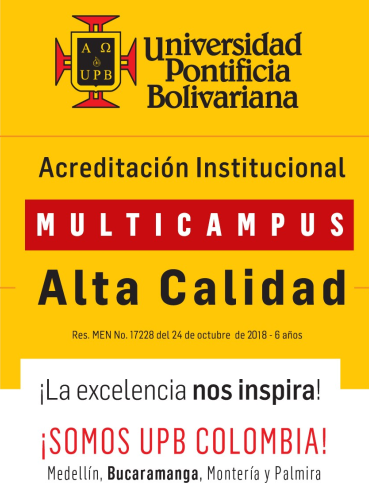 A Ω
UPB
Universidad
Pontificia
Bolivariana
Acreditación Institucional
MULTICAMPUS
Alta Calidad
Res. MEN No. 17228 del 24 de octubre de 2018 - 6 años
¡La excelencia nos inspira!
¡SOMOS UPB COLOMBIA!
Medellín, Bucaramanga, Montería y Palmira